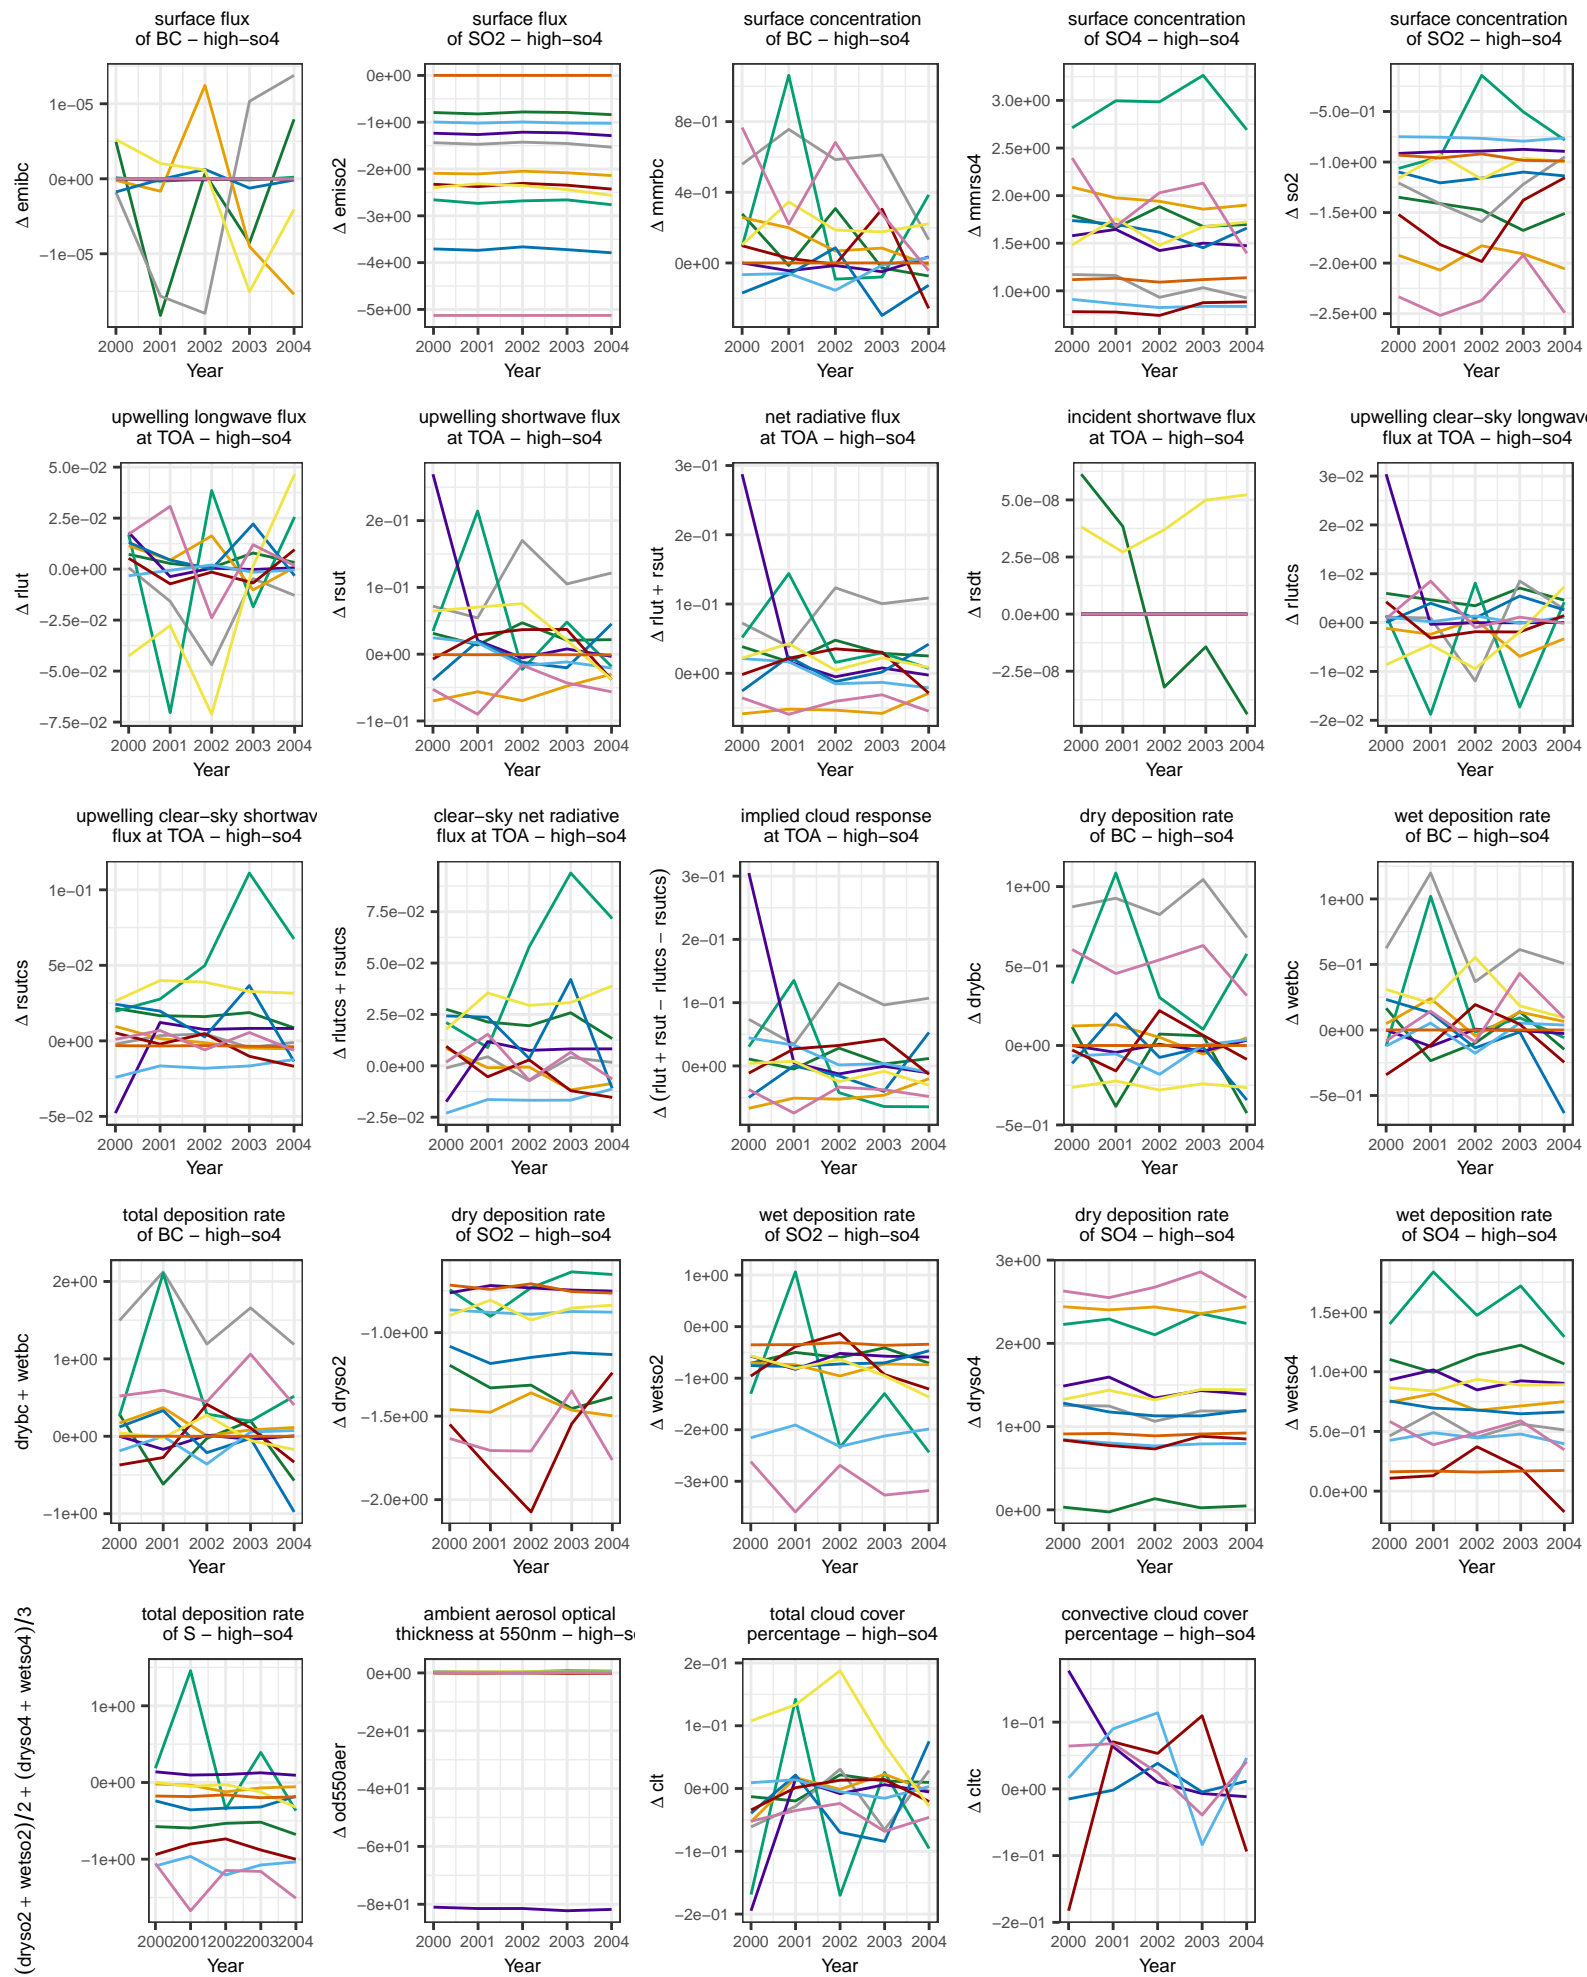 surface flux
of BC − high−so4
surface flux
of SO2 − high−so4
surface concentration
of BC − high−so4
surface concentration
of SO4 − high−so4
surface concentration
of SO2 − high−so4
Δ emibc
1e−05
0e+00
−1e−05
2000 2001 2002 2003 2004
Year
Δ emiso2
0e+00
−1e+00
−2e+00
−3e+00
−4e+00
−5e+00
2000 2001 2002 2003 2004
Year
Δ mmrbc
8e−01
4e−01
0e+00
2000 2001 2002 2003 2004
Year
Δ mmrso4
3.0e+00
2.5e+00
2.0e+00
1.5e+00
1.0e+00
2000 2001 2002 2003 2004
Year
Δ so2
−5.0e−01
−1.0e+00
−1.5e+00
−2.0e+00
−2.5e+00
2000 2001 2002 2003 2004
Year
upwelling longwave flux
at TOA − high−so4
upwelling shortwave flux
at TOA − high−so4
net radiative flux
at TOA − high−so4
incident shortwave flux
at TOA − high−so4
upwelling clear−sky longwave
flux at TOA − high−so4
Δ rlut
5.0e−02
2.5e−02
0.0e+00
−2.5e−02
−5.0e−02
−7.5e−02
2000 2001 2002 2003 2004
Year
Δ rsut
2e−01
1e−01
0e+00
−1e−01
2000 2001 2002 2003 2004
Year
Δ rlut + rsut
3e−01
2e−01
1e−01
0e+00
2000 2001 2002 2003 2004
Year
Δ rsdt
5.0e−08
2.5e−08
0.0e+00
−2.5e−08
2000 2001 2002 2003 2004
Year
Δ rlutcs
3e−02
2e−02
1e−02
0e+00
−1e−02
−2e−02
2000 2001 2002 2003 2004
Year
upwelling clear−sky shortwav
flux at TOA − high−so4
clear−sky net radiative
flux at TOA − high−so4
implied cloud response
at TOA − high−so4
dry deposition rate
of BC − high−so4
wet deposition rate
of BC − high−so4
Δ rsutcs
1e−01
5e−02
0e+00
−5e−02
2000 2001 2002 2003 2004
Year
Δ rlutcs + rsutcs
7.5e−02
5.0e−02
2.5e−02
0.0e+00
−2.5e−02
2000 2001 2002 2003 2004
Year
Δ (rlut + rsut − rlutcs − rsutcs)
3e−01
2e−01
1e−01
0e+00
2000 2001 2002 2003 2004
Year
Δ drybc
1e+00
5e−01
0e+00
−5e−01
2000 2001 2002 2003 2004
Year
Δ wetbc
1e+00
5e−01
0e+00
−5e−01
2000 2001 2002 2003 2004
Year
total deposition rate
of BC − high−so4
dry deposition rate
of SO2 − high−so4
wet deposition rate
of SO2 − high−so4
dry deposition rate
of SO4 − high−so4
wet deposition rate
of SO4 − high−so4
drybc + wetbc
2e+00
1e+00
0e+00
−1e+00
2000 2001 2002 2003 2004
Year
Δ dryso2
−1.0e+00
−1.5e+00
−2.0e+00
2000 2001 2002 2003 2004
Year
Δ wetso2
1e+00
0e+00
−1e+00
−2e+00
−3e+00
2000 2001 2002 2003 2004
Year
Δ dryso4
3e+00
2e+00
1e+00
0e+00
2000 2001 2002 2003 2004
Year
Δ wetso4
1.5e+00
1.0e+00
5.0e−01
0.0e+00
2000 2001 2002 2003 2004
Year
total deposition rate
of S − high−so4
ambient aerosol optical
thickness at 550nm − high−s
total cloud cover
percentage − high−so4
convective cloud cover
percentage − high−so4
(dryso2 + wetso2)/2 + (dryso4 + wetso4)/3
1e+00
0e+00
−1e+00
2000 2001 2002 2003 2004
Year
Δ od550aer
0e+00
−2e+01
−4e+01
−6e+01
−8e+01
2000 2001 2002 2003 2004
Year
Δ clt
2e−01
1e−01
0e+00
−1e−01
−2e−01
2000 2001 2002 2003 2004
Year
Δ cltc
1e−01
0e+00
−1e−01
−2e−01
2000 2001 2002 2003 2004
Year